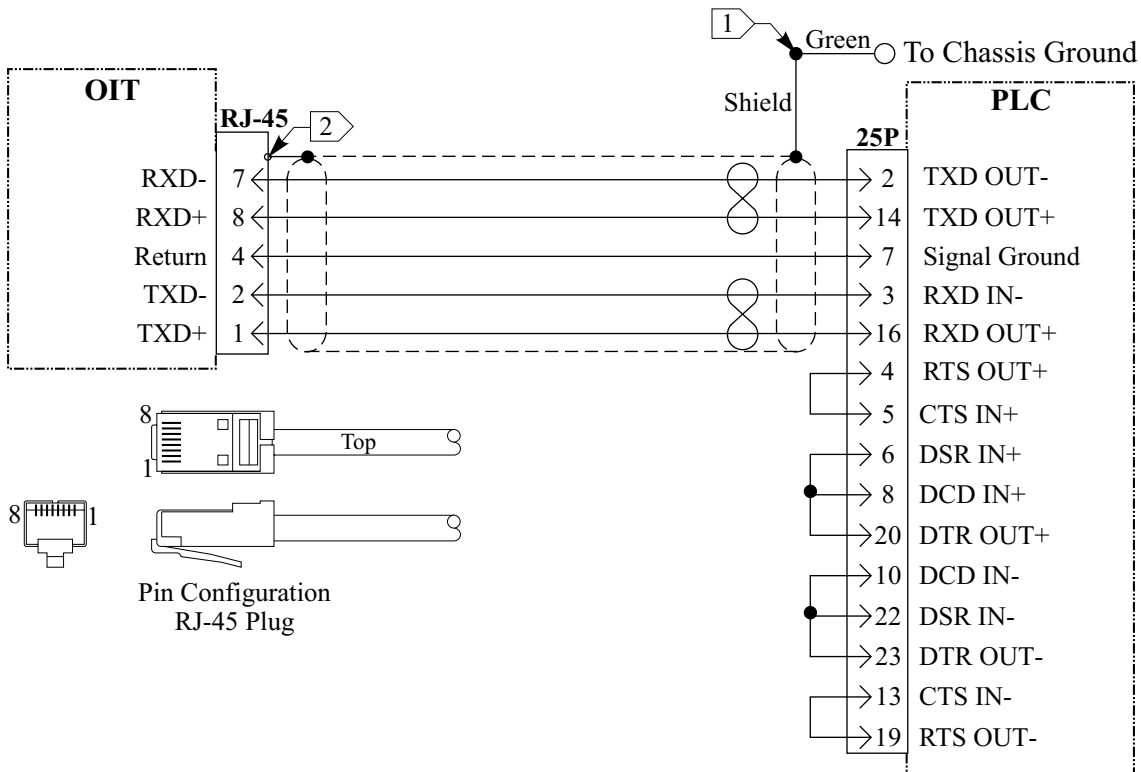 1
Green
To Chassis Ground
OIT
Shield
PLC
RJ-45
2
25P
RXD- 7 2 TXD OUT-
RXD+ 8 14 TXD OUT+
Return 4 7 Signal Ground
TXD- 2 3 RXD IN-
TXD+ 1 16 RXD OUT+
4 RTS OUT+
5 CTS IN+
6 DSR IN+
8 DCD IN+
20 DTR OUT+
10 DCD IN-
22 DSR IN-
23 DTR OUT-
13 CTS IN-
19 RTS OUT-
8
Top
1
8 1
Pin Configuration
RJ-45 Plug